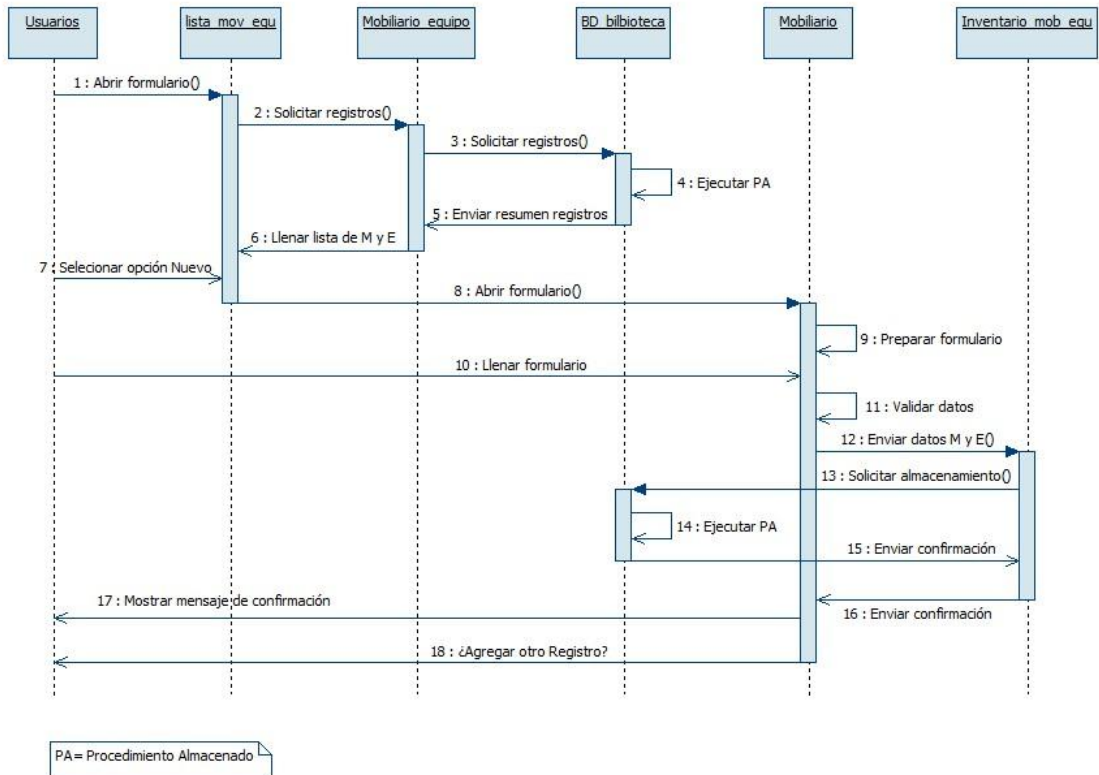 Usuarios
lista_mov_equ
Mobiliario_equipo
BD_bilbioteca
Mobiliario
Inventario_mob_equ
1 : Abrir formulario()
2 : Solicitar registros()
3 : Solicitar registros()
4 : Ejecutar PA
5 : Enviar resumen registros
6 : Llenar lista de M y E
7 : Selecionar opción Nuevo
8 : Abrir formulario()
9 : Preparar formulario
10 : Llenar formulario
11 : Validar datos
12 : Enviar datos M y E()
13 : Solicitar almacenamiento()
14 : Ejecutar PA
15 : Enviar confirmación
16 : Enviar confirmación
17 : Mostrar mensaje de confirmación
18 : ¿Agregar otro Registro?
PA= Procedimiento Almacenado